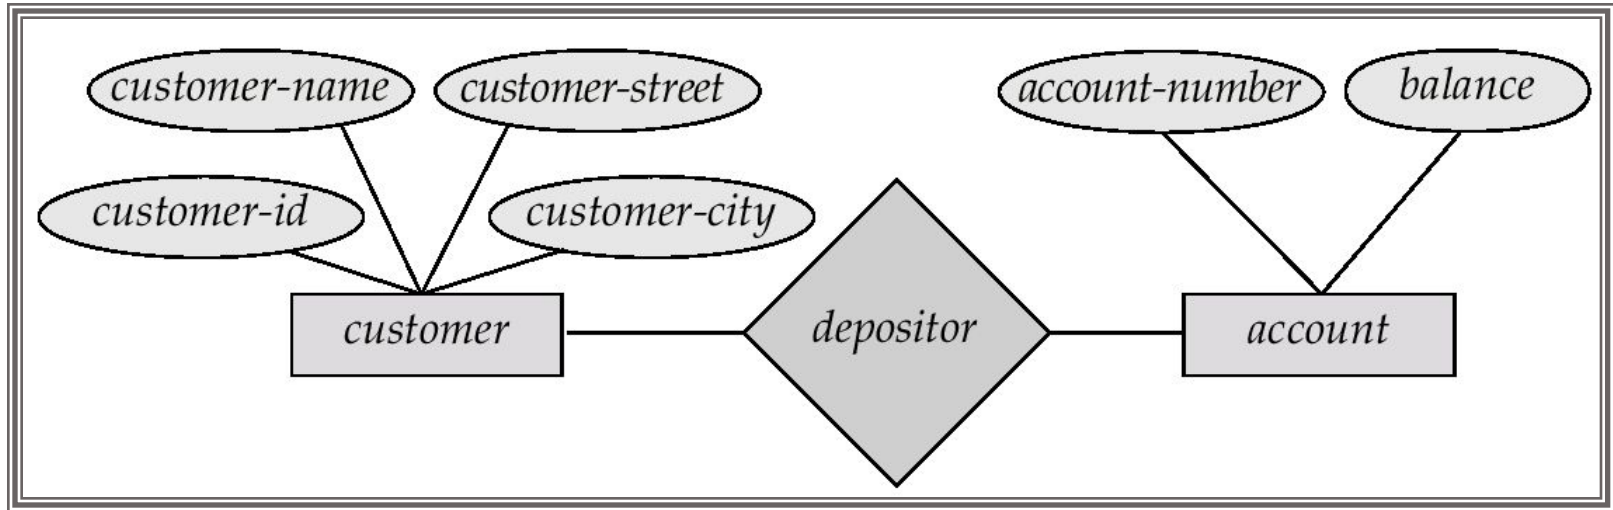 customer-name
customer-street
customer-id
customer-city
customer
depositor
account-number
balance
account